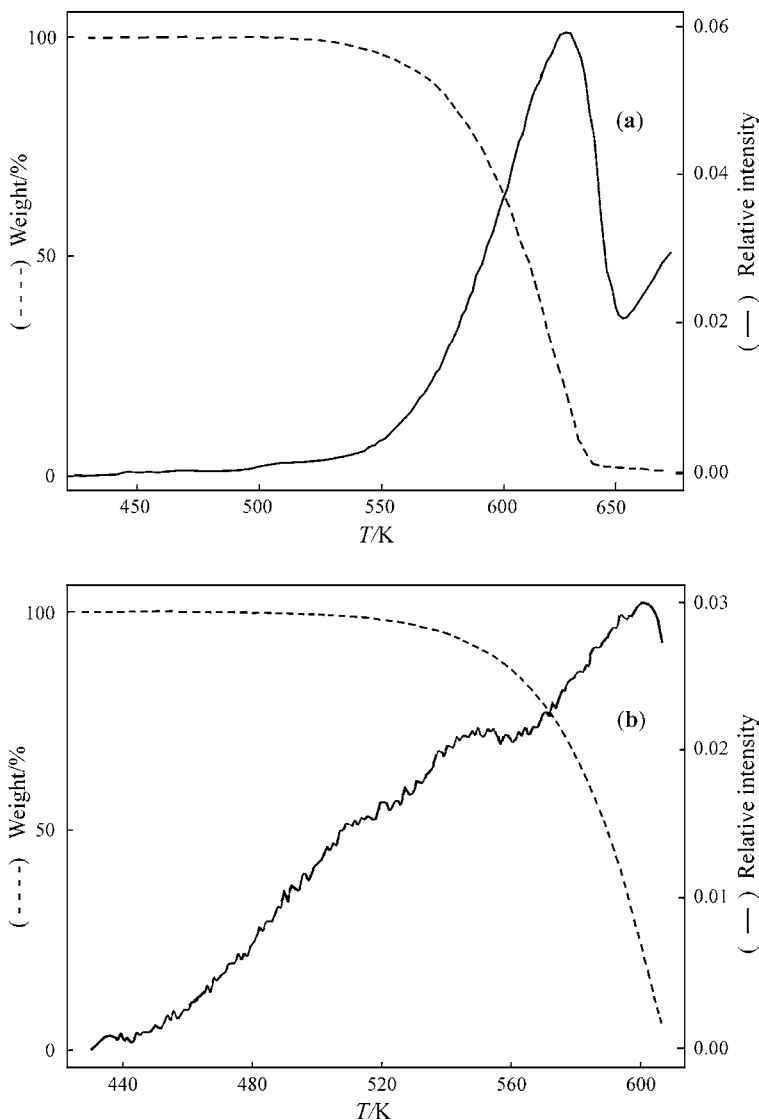 100
50
0
( - - - - ) Weight/%
(a)
0.06
0.04
0.02
0.00
( — ) Relative intensity
450 500 550 600 650
T/K
100
50
0
( - - - - ) Weight/%
(b)
0.03
0.02
0.01
0.00
( — ) Relative intensity
440 480 520 560 600
T/K